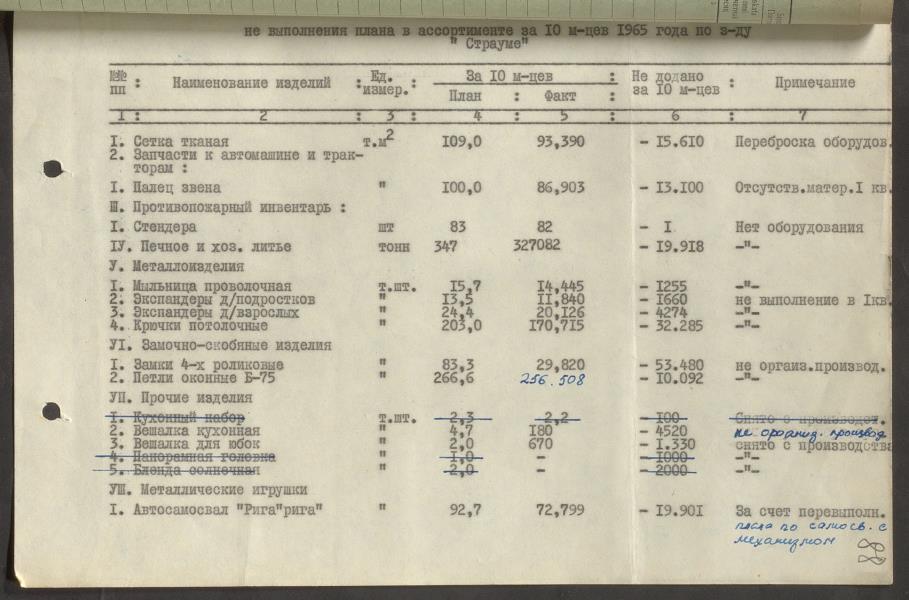 не выполнения плана в ассортименте за 10 м-цев 1965 года по з-ду
" Страуме"
№№ пп : Наименование изделий : Ед. измер. : За 10 м-цев : Не додано за 10 м-цев : Примечание
План : Факт
1 : 2 : 3 : 4 : 5 : 6 : 7
I. Сетка тканая т.м2 109,0 93,390 - 15.610 Переброска оборудов.
2. Запчасти к автомашине и трак-
торам :
I. Палец звена " 100,0 86,903 - 13.100 Отсутств.матер.I кв.
Ш. Противопожарный инвентарь :
I. Стендера шт 83 82 - I Нет оборудования
IУ. Печное и хоз. литье тонн 347 327082 - 19.918 -"-
У. Металлоизделия
I. Мыльница проволочная т.шт. 15,7 14,445 - 1255 -"-
2. Экспандеры д/подростков " 13,5 11,840 - 1660 не выполнение в Iкв.
3. Экспандеры д/взрослых " 24,4 20,126 - 4274 -"-
4. Крючки потолочные " 203,0 170,715 - 32.285 -"-
УI. Замочно-скобяные изделия
I. Замки 4-х роликовые " 83,3 29,820 - 53.480 не оргаиз.производ.
2. Петли оконные Б-75 " 266,6 256.508 - 10.092 -"-
УП. Прочие изделия
I. Кухонный набор т.шт. 2,3 2,2 - 100 Снято с производст.
2. Вешалка кухонная " 4,7 180 - 4520 не организ. производ
3. Вешалка для юбок " 2,0 670 - 1.330 снято с производства
4. Панорамная головка " 1,0 - - 1000 -"-
5. Бленда солнечная " 2,0 - - 2000 -"-
УШ. Металлические игрушки
I. Автосамосвал "Рига"рига" " 92,7 72,799 - 19.901 За счет перевыполн.
плана по самосв. с
механизмом
88